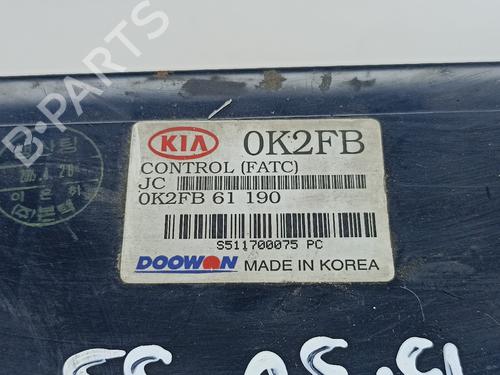 B-PARTS
KIA 0K2FB
CONTROL (FATC)
JC
0K2FB 61 190
S511700075 PC
DOOWON MADE IN KOREA